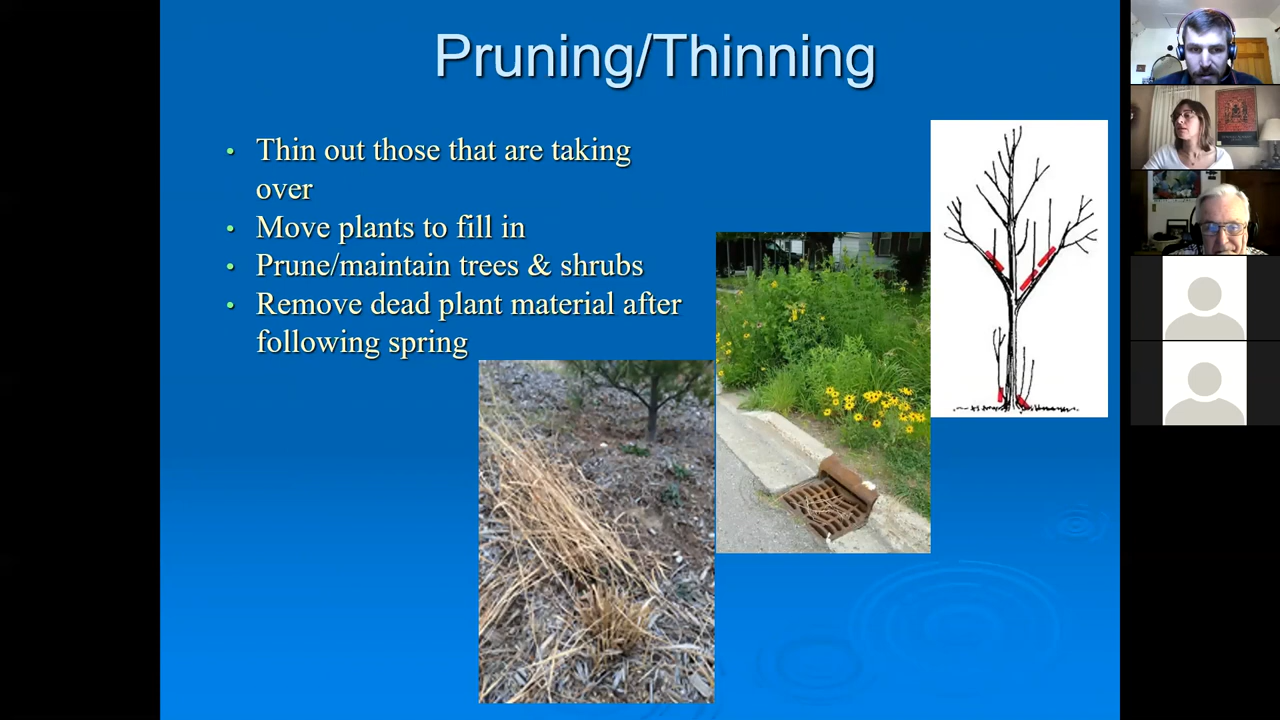 Pruning/Thinning
• Thin out those that are taking
over
• Move plants to fill in
• Prune/maintain trees & shrubs
• Remove dead plant material after
following spring